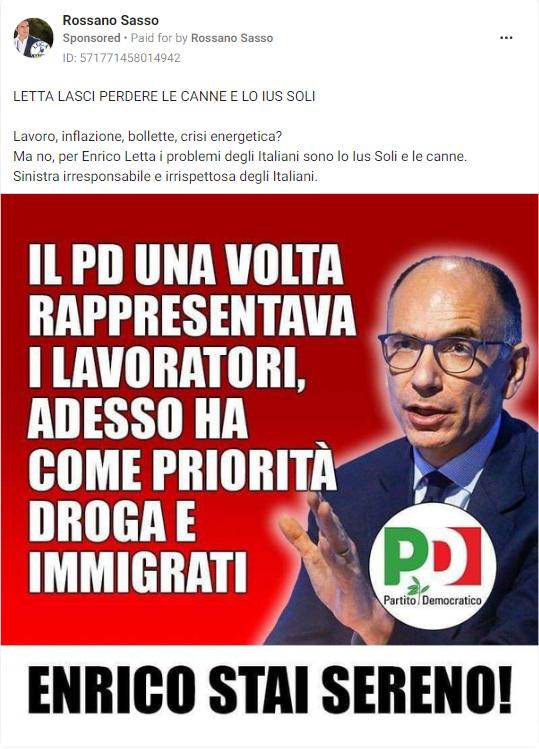 Rossano Sasso
Sponsored • Paid for by Rossano Sasso
ID: 571771458014942
LETTA LASCI PERDERE LE CANNE E LO IUS SOLI
Lavoro, inflazione, bollette, crisi energetica?
Ma no, per Enrico Letta i problemi degli Italiani sono lo Ius Soli e le canne.
Sinistra irresponsabile e irrispettosa degli Italiani.
IL PD UNA VOLTA
RAPPRESENTAVA
I LAVORATORI,
ADESSO HA
COME PRIORITÀ
DROGA E
IMMIGRATI
PD
Partito Democratico
ENRICO STAI SERENO!